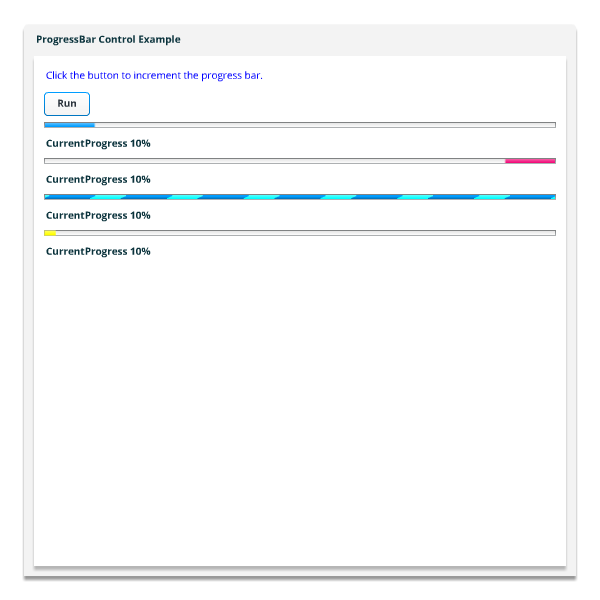 ProgressBar Control Example
Click the button to increment the progress bar.
Run
CurrentProgress 10%
CurrentProgress 10%
CurrentProgress 10%
CurrentProgress 10%